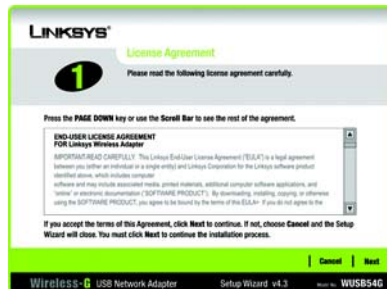 LINKSYS®
License Agreement
1
Please read the following license agreement carefully.
Press the PAGE DOWN key or use the Scroll Bar to see the rest of the agreement.
END-USER LICENSE AGREEMENT
FOR Linksys Wireless Adapter
IMPORTANT-READ CAREFULLY: This Linksys End-User License Agreement ("EULA") is a legal agreement
between you (either an individual or a single entity) and Linksys Corporation for the Linksys software product
identified above, which includes computer
software and may include associated media, printed materials, additional computer software applications, and
"online" or electronic documentation ("SOFTWARE PRODUCT"). By downloading, installing, copying, or otherwise
using the SOFTWARE PRODUCT, you agree to be bound by the terms of this EULA+ If you do not agree to the
If you accept the terms of this Agreement, click Next to continue. If not, choose Cancel and the Setup
Wizard will close. You must click Next to continue the installation process.
Cancel | Next
Wireless-G USB Network Adapter Setup Wizard v4.3 Model No. WUSB54G